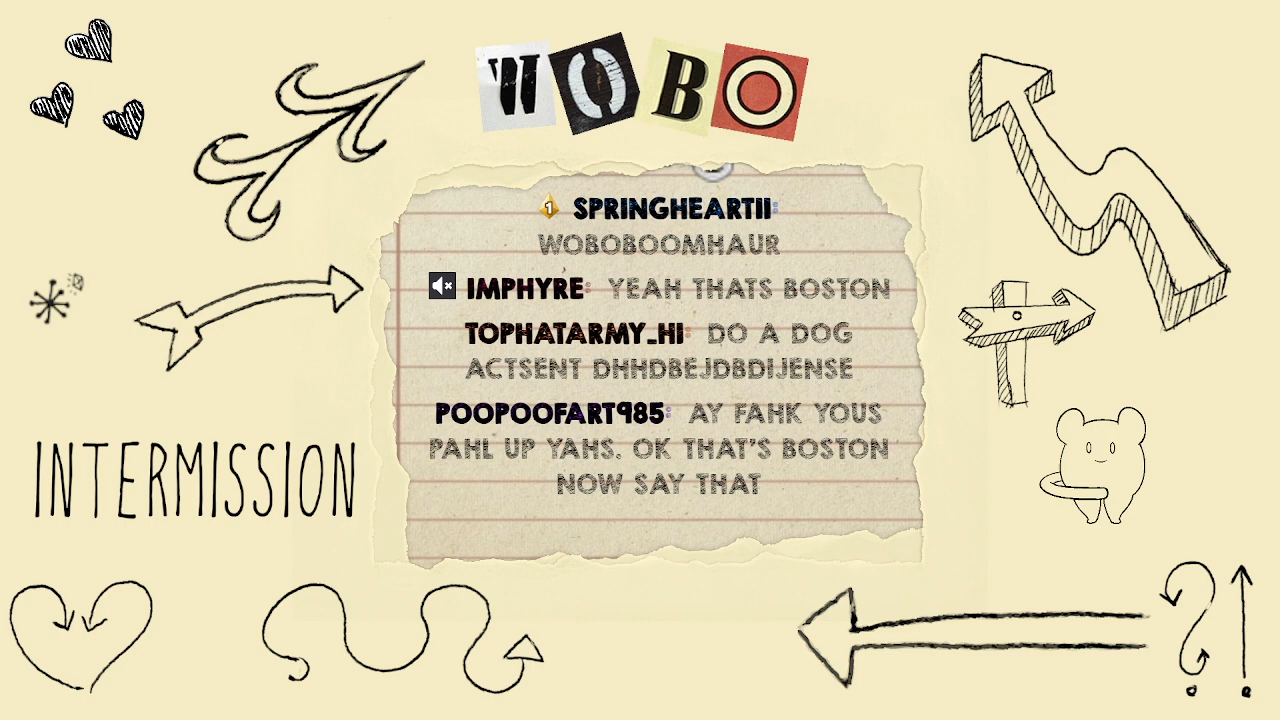 WOBO
1 SPRINGHEARTII:
WOBOBOOMHAUR
IMPHYRE: YEAH THATS BOSTON
TOPHATARMY_HI: DO A DOG
ACTSENT DHHDBEJDBDIJENSE
POOPOOFART985: AY FAHK YOUS
PAHL UP YAHS. OK THAT'S BOSTON
NOW SAY THAT
INTERMISSION
?!